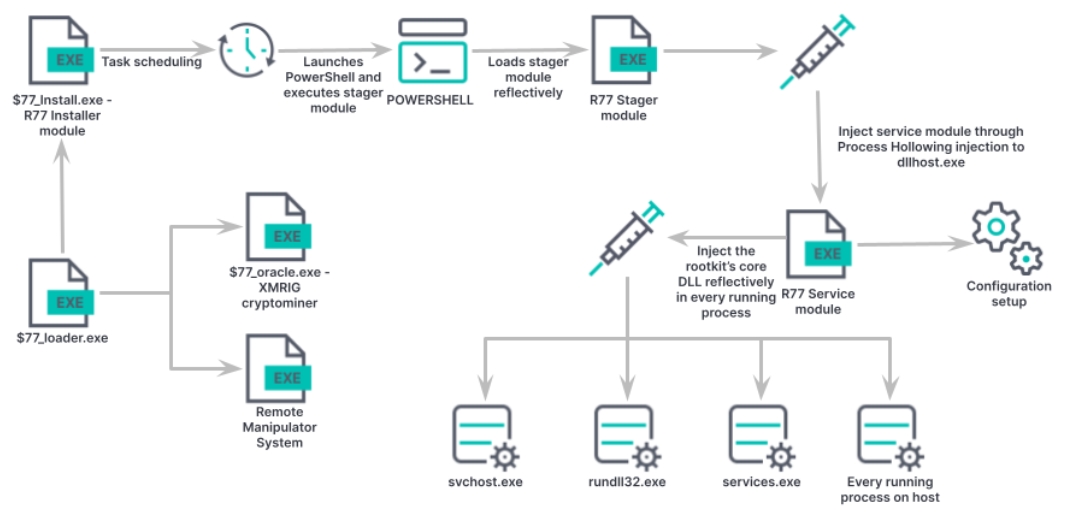 EXE
Task scheduling
Launches
PowerShell and
executes stager
module
POWERSHELL
Loads stager
module
reflectively
EXE
R77 Stager
module
$77_Install.exe -
R77 Installer
module
Inject service module through
Process Hollowing injection to
dllhost.exe
EXE
$77_oracle.exe -
XMRIG
cryptominer
EXE
$77_loader.exe
EXE
Remote
Manipulator
System
Inject the
rootkit's core
DLL reflectively
in every running
process
EXE
R77 Service
module
Configuration
setup
svchost.exe
rundll32.exe
services.exe
Every running
process on host